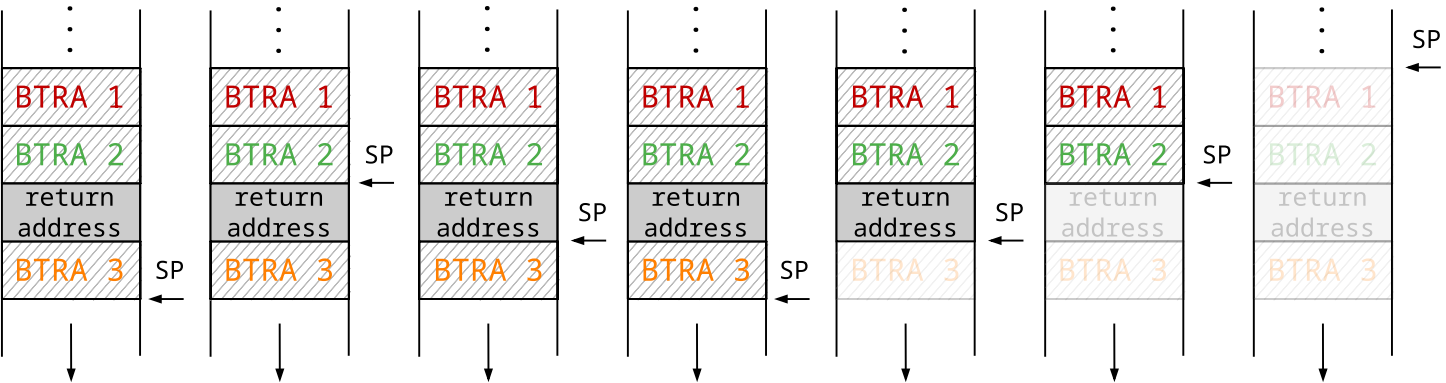 BTRA 1
BTRA 2
return
address
BTRA 3
SP
BTRA 1
BTRA 2
SP
return
address
BTRA 3
BTRA 1
BTRA 2
return
address
SP
BTRA 3
BTRA 1
BTRA 2
return
address
BTRA 3
SP
BTRA 1
BTRA 2
return
address
SP
BTRA 3
BTRA 1
BTRA 2
SP
return
address
BTRA 3
SP
BTRA 1
BTRA 2
return
address
BTRA 3